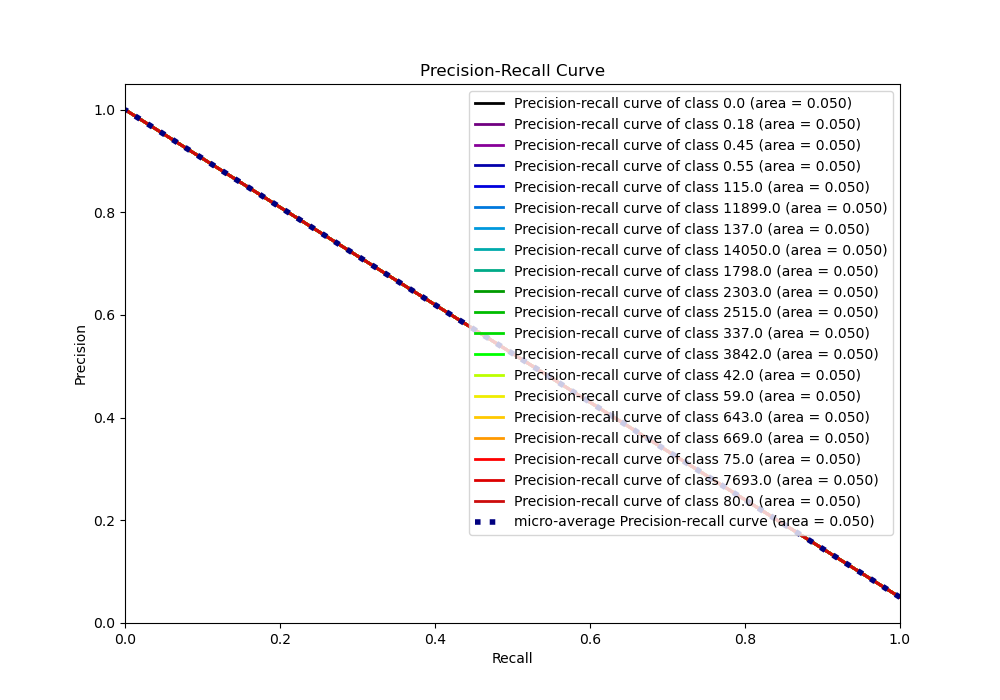 Precision-Recall Curve
Precision
1.0
0.8
0.6
0.4
0.2
0.0
Precision-recall curve of class 0.0 (area = 0.050)
Precision-recall curve of class 0.18 (area = 0.050)
Precision-recall curve of class 0.45 (area = 0.050)
Precision-recall curve of class 0.55 (area = 0.050)
Precision-recall curve of class 115.0 (area = 0.050)
Precision-recall curve of class 11899.0 (area = 0.050)
Precision-recall curve of class 137.0 (area = 0.050)
Precision-recall curve of class 14050.0 (area = 0.050)
Precision-recall curve of class 1798.0 (area = 0.050)
Precision-recall curve of class 2303.0 (area = 0.050)
Precision-recall curve of class 2515.0 (area = 0.050)
Precision-recall curve of class 337.0 (area = 0.050)
Precision-recall curve of class 3842.0 (area = 0.050)
Precision-recall curve of class 42.0 (area = 0.050)
Precision-recall curve of class 59.0 (area = 0.050)
Precision-recall curve of class 643.0 (area = 0.050)
Precision-recall curve of class 669.0 (area = 0.050)
Precision-recall curve of class 75.0 (area = 0.050)
Precision-recall curve of class 7693.0 (area = 0.050)
Precision-recall curve of class 80.0 (area = 0.050)
micro-average Precision-recall curve (area = 0.050)
0.0 0.2 0.4 0.6 0.8 1.0
Recall